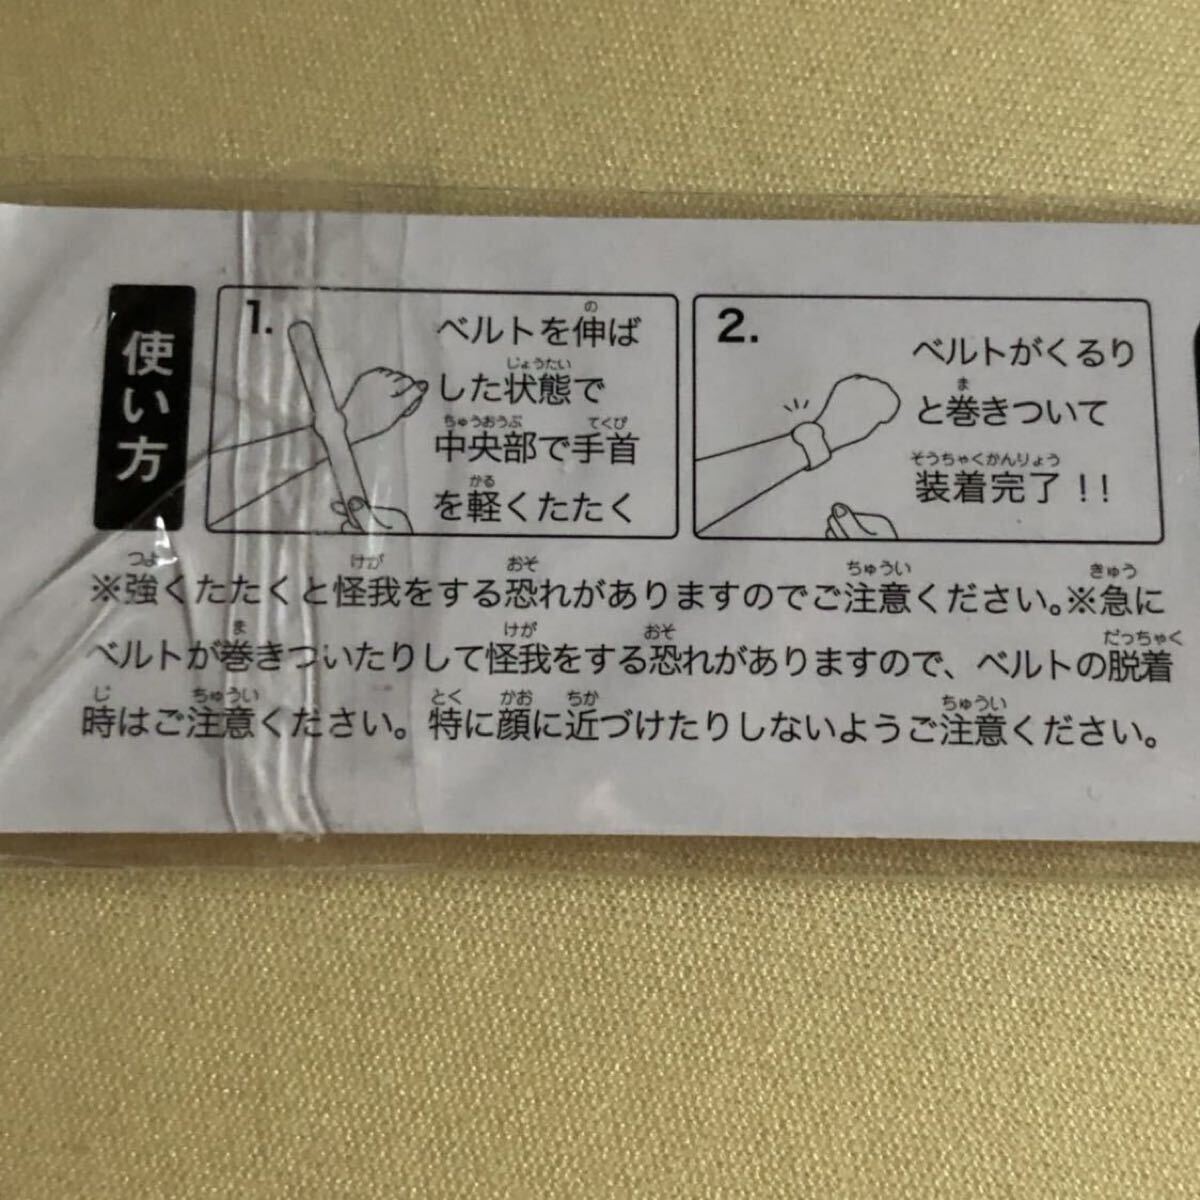 使い方
1.
ベルトを伸ば
した状態で
中央部で手首
を軽くたたく
2.
ベルトがくるり
と巻きついて
装着完了!!
※強くたたくと怪我をする恐れがありますのでご注意ください。※急に
ベルトが巻きついたりして怪我をする恐れがありますので、ベルトの脱着
時はご注意ください。特に顔に近づけたりしないようご注意ください。